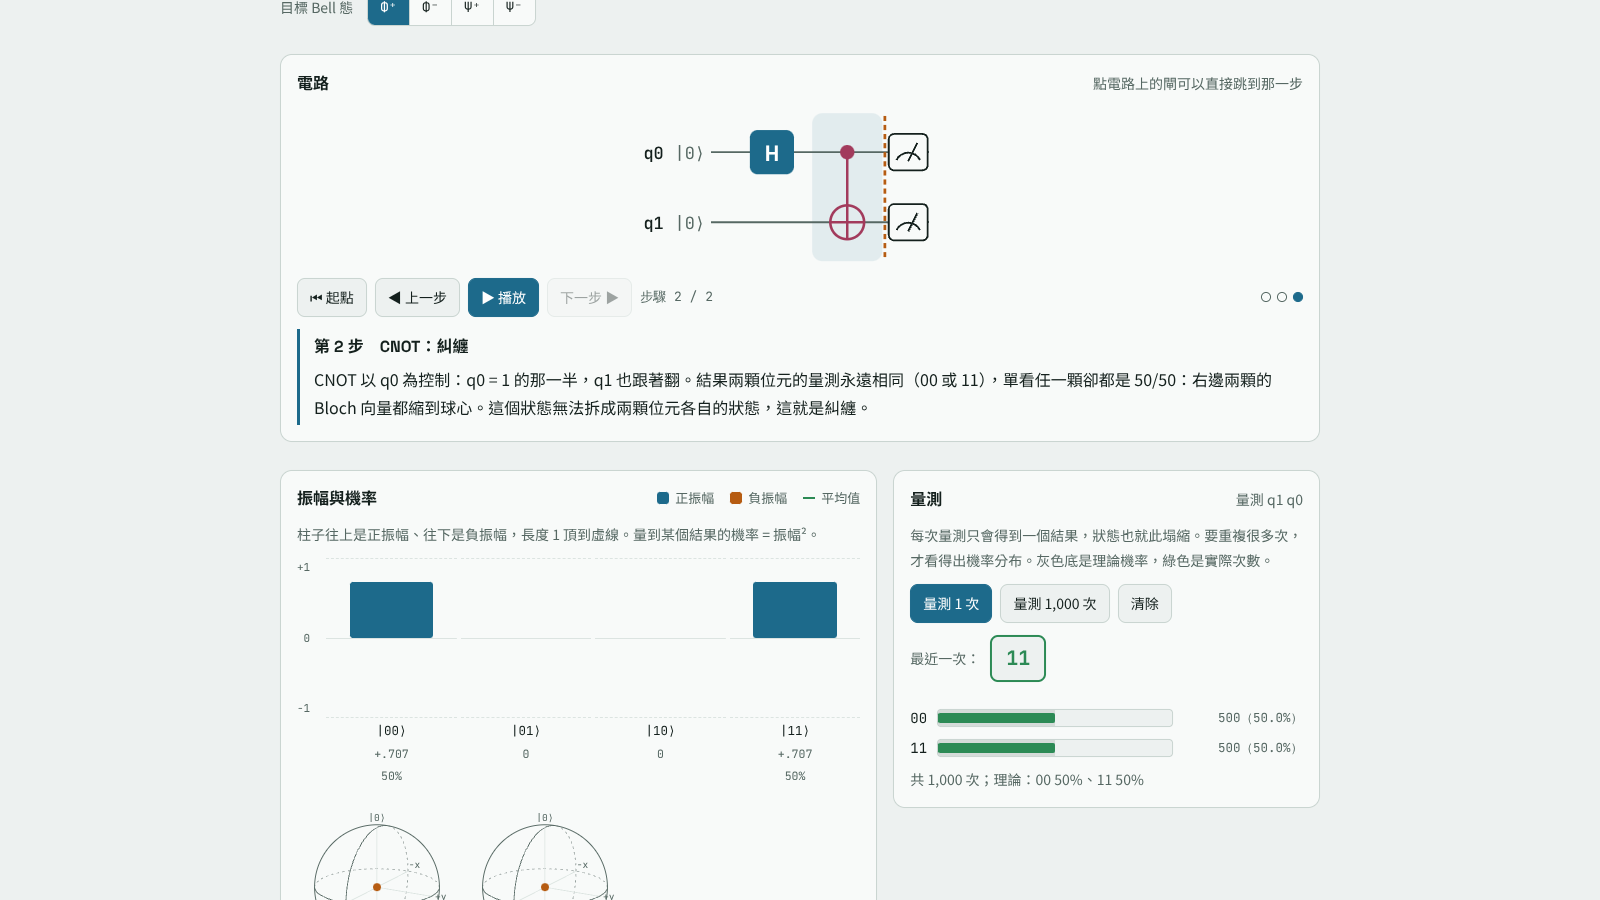 目標 Bell 態 Φ⁺ Φ⁻ Ψ⁺ Ψ⁻
電路
點電路上的閘可以直接跳到那一步
q0 |0⟩ H
q1 |0⟩
⏮ 起點 ◀ 上一步 ▶ 播放 下一步 ▶ 步驟 2 / 2
第 2 步 CNOT：糾纏
CNOT 以 q0 為控制：q0 = 1 的那一半，q1 也跟著翻。結果兩顆位元的量測永遠相同（00 或 11），單看任一顆卻都是 50/50：右邊兩顆的
Bloch 向量都縮到球心。這個狀態無法拆成兩顆位元各自的狀態，這就是糾纏。
振幅與機率
正振幅 負振幅 平均值
柱子往上是正振幅、往下是負振幅，長度 1 頂到虛線。量到某個結果的機率 = 振幅²。
+1
0
-1
|00⟩ |01⟩ |10⟩ |11⟩
+.707 0 0 +.707
50% 50%
|0⟩ |0⟩
-x -x
+y +y
量測
量測 q1 q0
每次量測只會得到一個結果，狀態也就此塌縮。要重複很多次，
才看得出機率分布。灰色底是理論機率，綠色是實際次數。
量測 1 次 量測 1,000 次 清除
最近一次： 11
00 500 (50.0%)
11 500 (50.0%)
共 1,000 次；理論：00 50%、11 50%